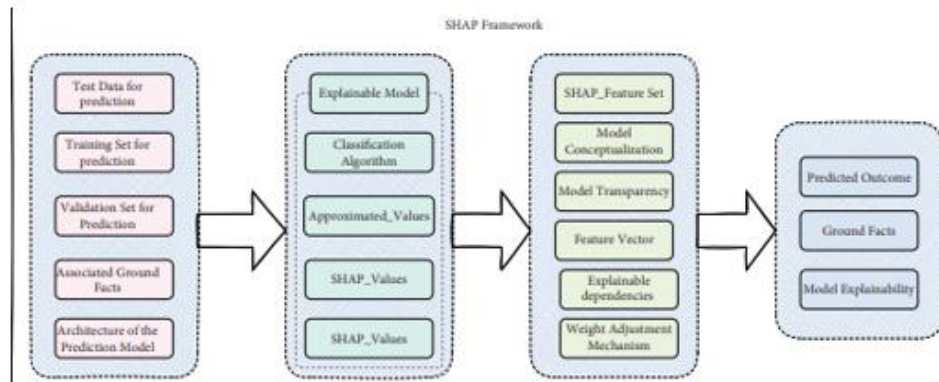 SHAP Framework
Test Data for
prediction
Training Set for
prediction
Validation Set for
Prediction
Associated Ground
Facts
Architecture of the
Prediction Model
Explainable Model
Classification
Algorithm
Approximated_Values
SHAP_Values
SHAP_Values
SHAP_Feature Set
Model
Conceptualization
Model Transparency
Feature Vector
Explainable
dependencies
Weight Adjustment
Mechanism
Predicted Outcome
Ground Facts
Model Explainability